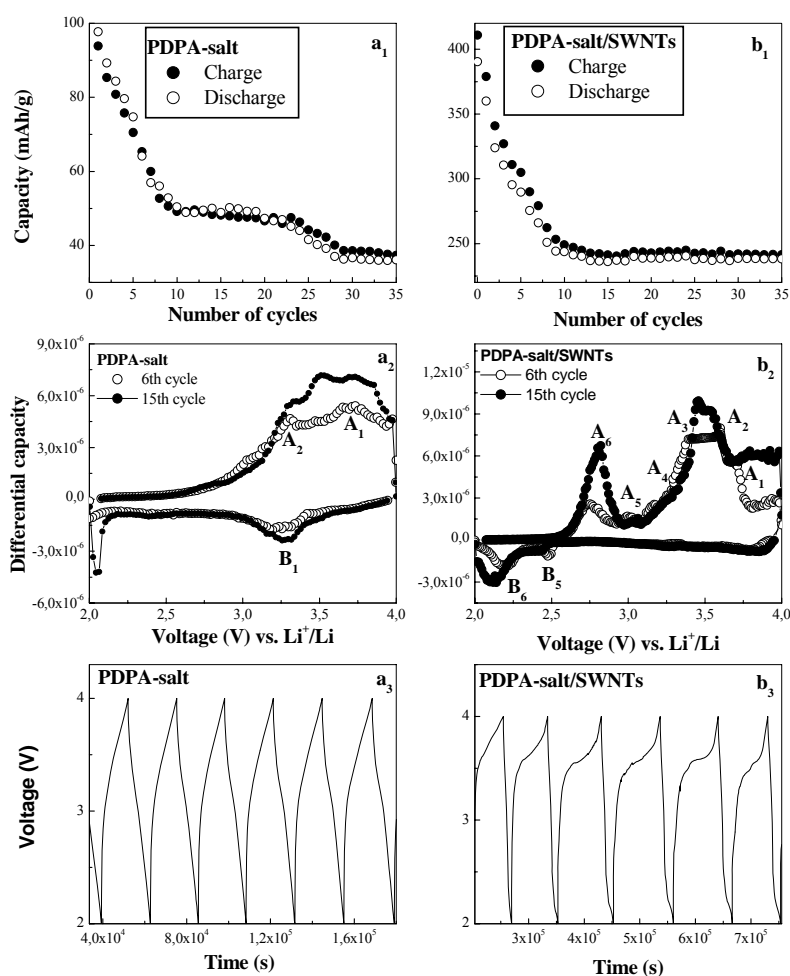 PDPA-salt
Charge
Discharge
a1
100
80
60
40
Capacity (mAh/g)
0 5 10 15 20 25 30 35
Number of cycles
PDPA-salt/SWNTs
Charge
Discharge
b1
400
350
300
250
0 5 10 15 20 25 30 35
Number of cycles
PDPA-salt
6th cycle
15th cycle
a2
9,0x10-6
6,0x10-6
3,0x10-6
0,0
-3,0x10-6
-6,0x10-6
Differential capacity
A2
A1
B1
2,0 2,5 3,0 3,5 4,0
Voltage (V) vs. Li+/Li
PDPA-salt/SWNTs
6th cycle
15th cycle
b2
1,2x10-5
9,0x10-6
6,0x10-6
3,0x10-6
0,0
-3,0x10-6
A6
A5
A4
A3
A2
A1
B6
B5
2,0 2,5 3,0 3,5 4,0
Voltage (V) vs. Li+/Li
PDPA-salt
a3
4
3
2
Voltage (V)
4,0x104 8,0x104 1,2x105 1,6x105
Time (s)
PDPA-salt/SWNTs
b3
4
3
2
3x105 4x105 5x105 6x105 7x105
Time (s)